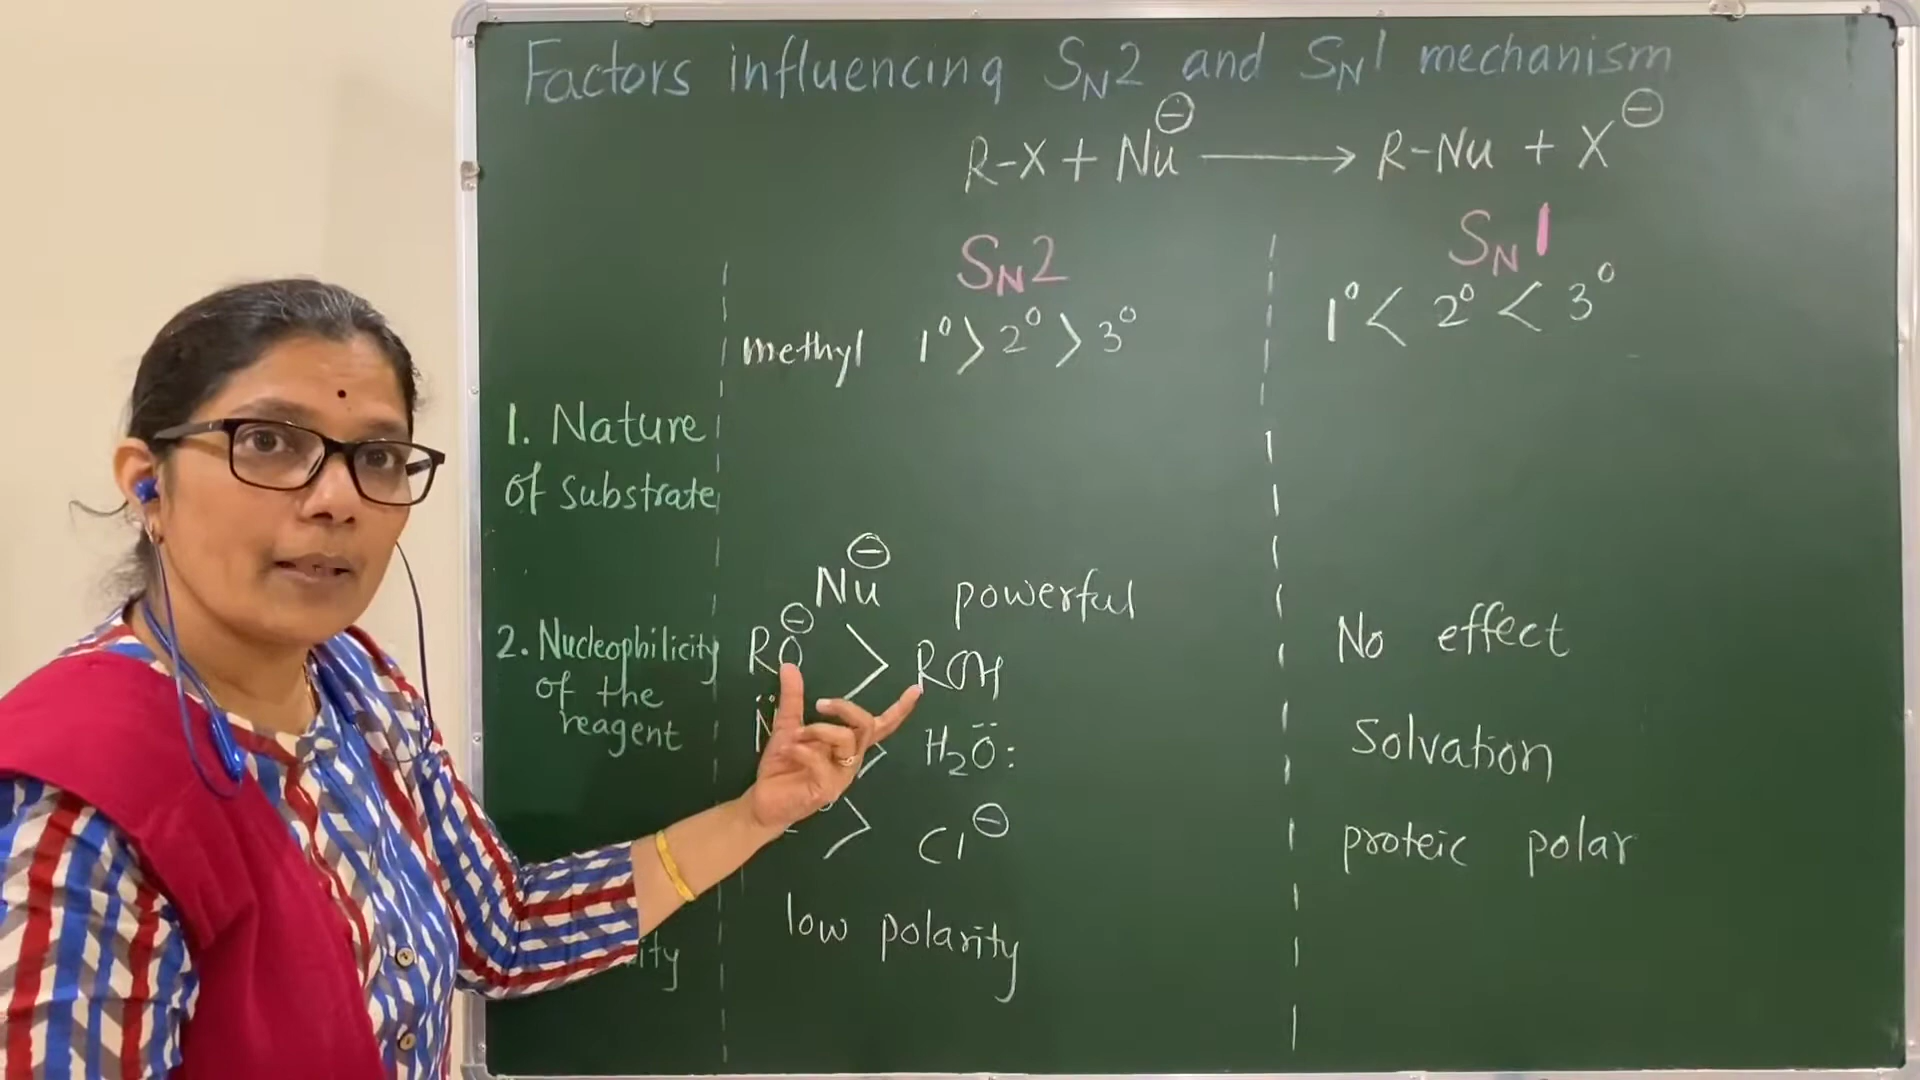 Factors influencing SN2 and SN1 mechanism
R-X + Nu⊖ ⟶ R-Nu + X⊖
SN2
SN1
methyl 1° > 2° > 3°
1° < 2° < 3°
1. Nature
of substrate
Nu⊖ powerful
2. Nucleophilicity
of the
reagent
RO⊖ > ROH
N̈ > H2Ö:
> Cl⊖
low polarity
No effect
Solvation
proteic polar